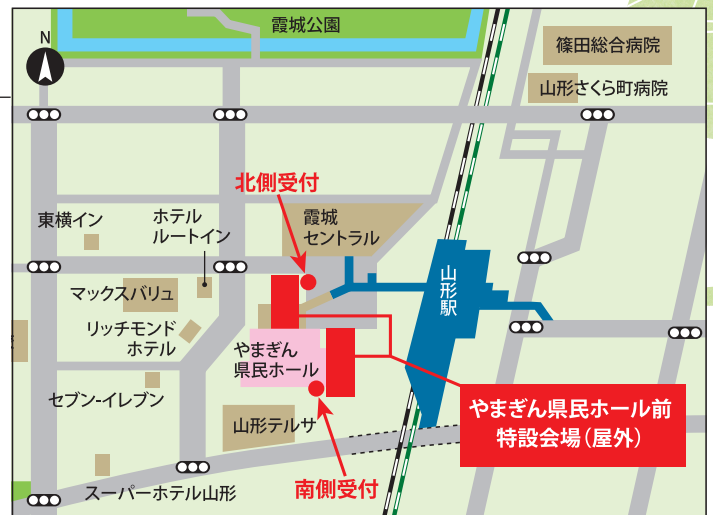 霞城公園
N
篠田総合病院
山形さくら町病院
北側受付
東横イン
ホテル
ルートイン
霞城
セントラル
マックスバリュ
山形駅
リッチモンド
ホテル
やまぎん
県民ホール
セブン-イレブン
やまぎん県民ホール前
特設会場（屋外）
山形テルサ
南側受付
スーパーホテル山形